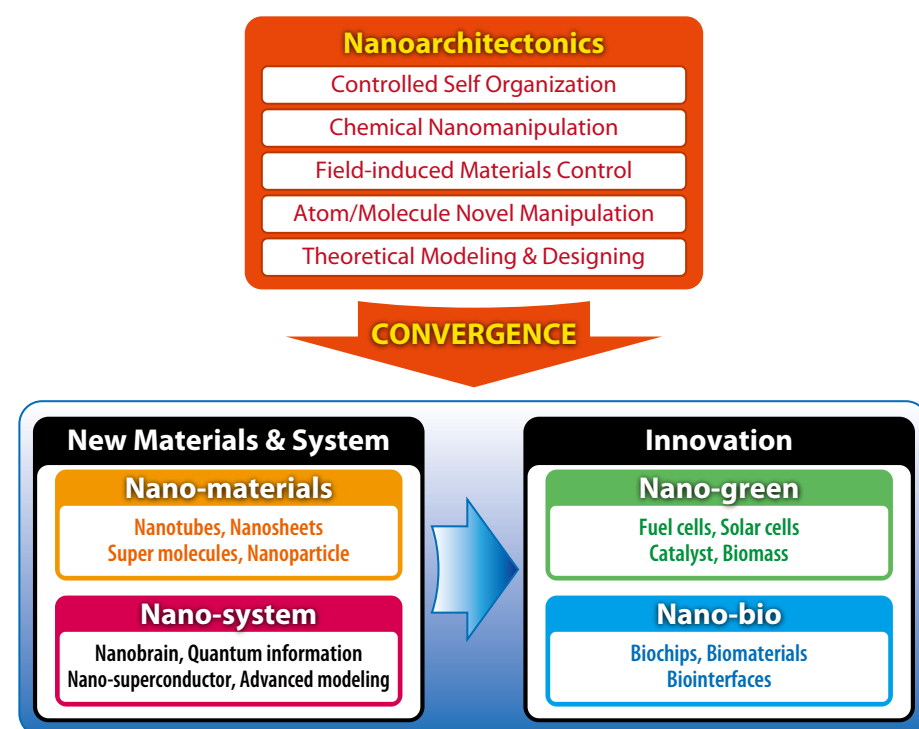 Nanoarchitectonics
Controlled Self Organization
Chemical Nanomanipulation
Field-induced Materials Control
Atom/Molecule Novel Manipulation
Theoretical Modeling & Designing
CONVERGENCE
New Materials & System
Nano-materials
Nanotubes, Nanosheets
Super molecules, Nanoparticle
Nano-system
Nanobrain, Quantum information
Nano-superconductor, Advanced modeling
Innovation
Nano-green
Fuel cells, Solar cells
Catalyst, Biomass
Nano-bio
Biochips, Biomaterials
Biointerfaces